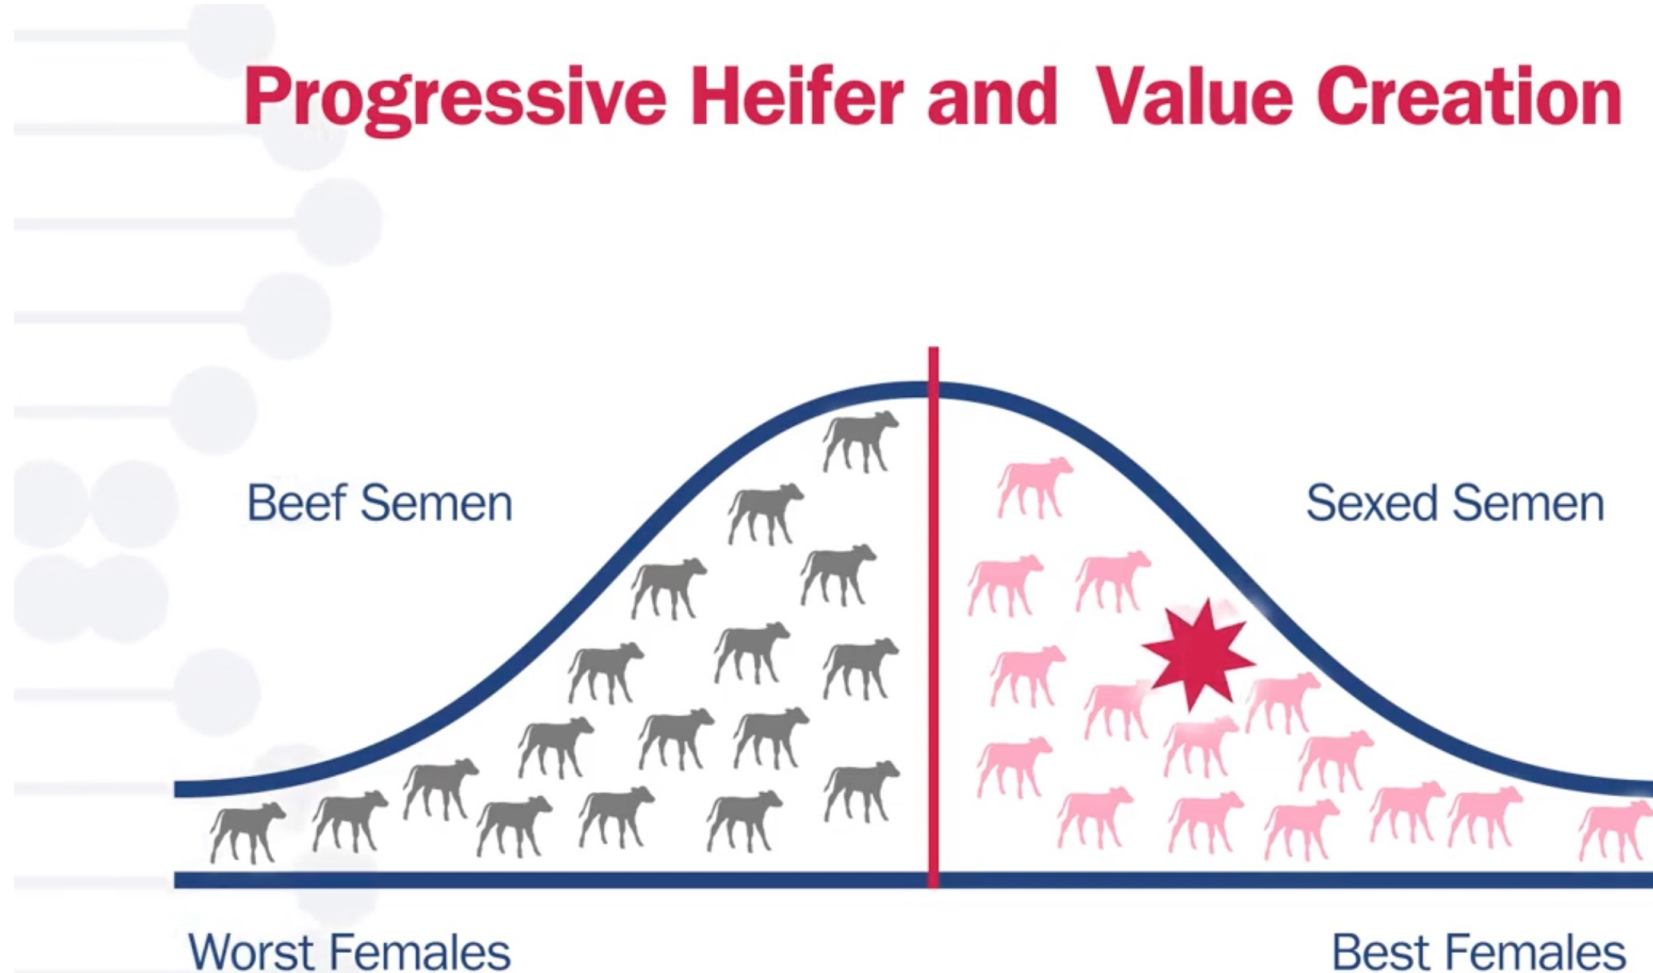 Progressive Heifer and Value Creation
Beef Semen
Sexed Semen
Worst Females
Best Females